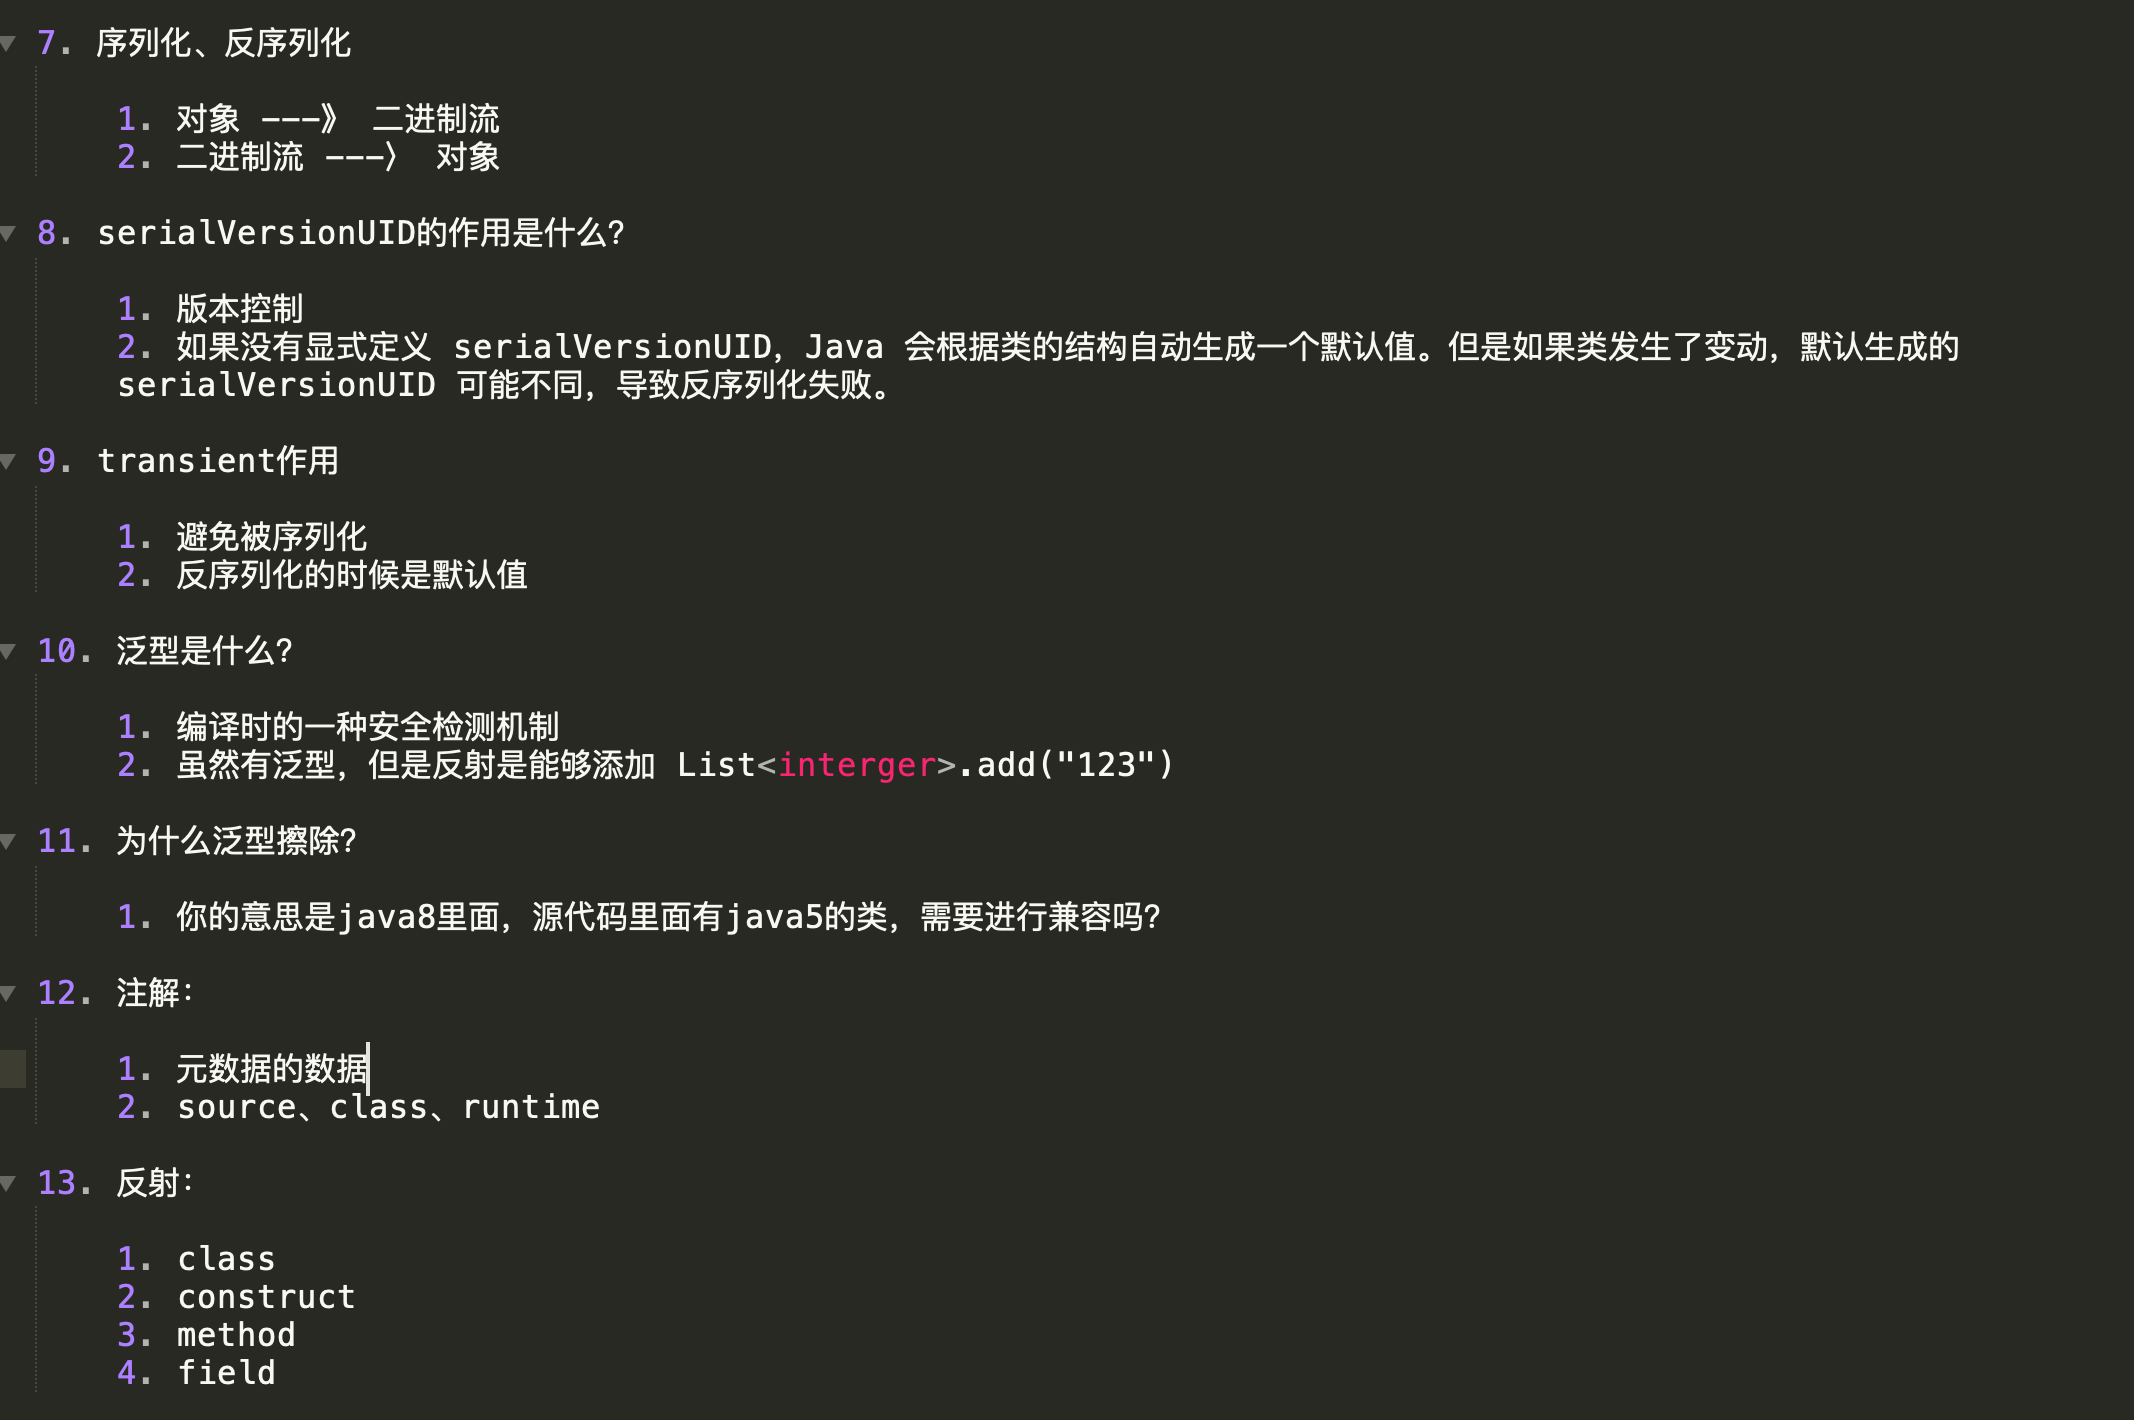 7. 序列化、反序列化
1. 对象 ---》 二进制流
2. 二进制流 ---〉 对象
8. serialVersionUID的作用是什么？
1. 版本控制
2. 如果没有显式定义 serialVersionUID，Java 会根据类的结构自动生成一个默认值。但是如果类发生了变动，默认生成的
serialVersionUID 可能不同，导致反序列化失败。
9. transient作用
1. 避免被序列化
2. 反序列化的时候是默认值
10. 泛型是什么？
1. 编译时的一种安全检测机制
2. 虽然有泛型，但是反射是能够添加 List<interger>.add("123")
11. 为什么泛型擦除？
1. 你的意思是java8里面，源代码里面有java5的类，需要进行兼容吗？
12. 注解：
1. 元数据的数据
2. source、class、runtime
13. 反射：
1. class
2. construct
3. method
4. field